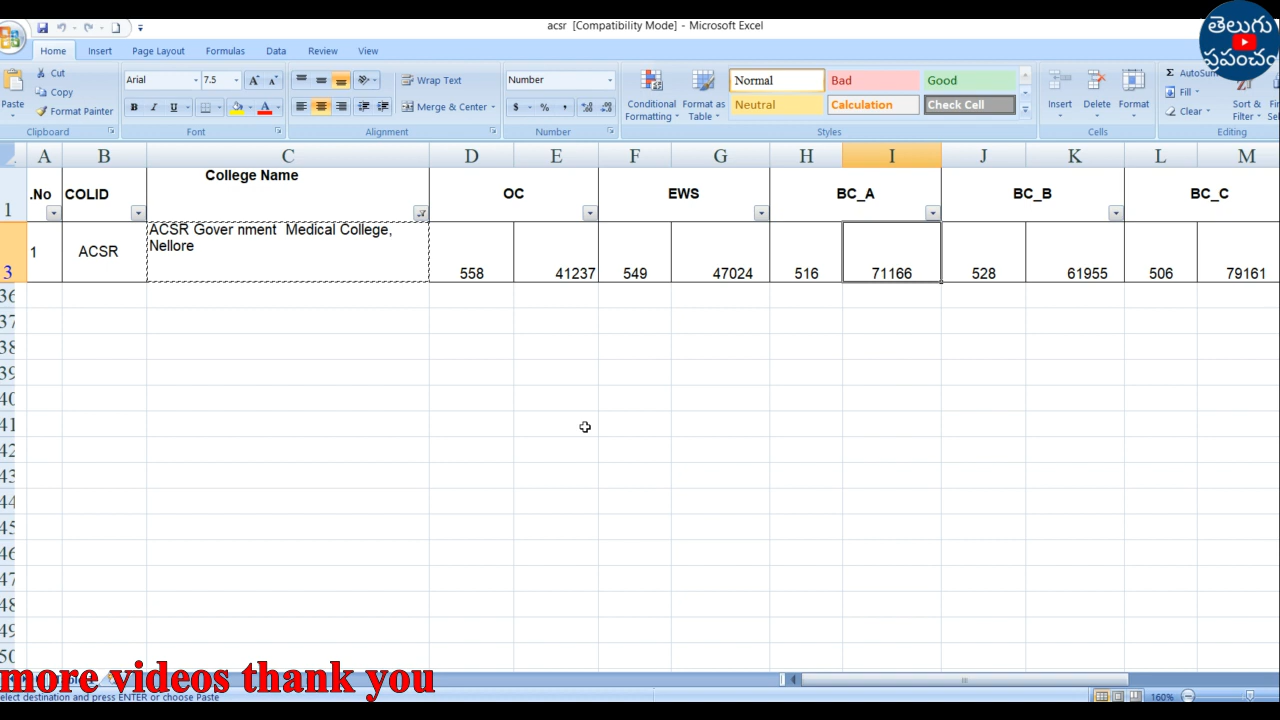 acsr [Compatibility Mode] - Microsoft Excel
తెలుగు
ప్రపంచం
Home Insert Page Layout Formulas Data Review View
Cut
Copy
Format Painter
Paste
Clipboard
Arial 7.5
B I U
Font
Wrap Text
Merge & Center
Alignment
Number
$ % ,
Number
Conditional Formatting
Format as Table
Normal Bad Good
Neutral Calculation Check Cell
Styles
Insert Delete Format
Cells
AutoSum
Fill
Clear
Sort & Filter
Editing
A B C D E F G H I J K L M
1 .No COLID College Name OC EWS BC_A BC_B BC_C
3 1 ACSR ACSR Gover nment Medical College, Nellore 558 41237 549 47024 516 71166 528 61955 506 79161
36
37
38
39
40
41
42
43
44
45
46
47
48
49
50
more videos thank you
elect destination and press ENTER or choose Paste
160%